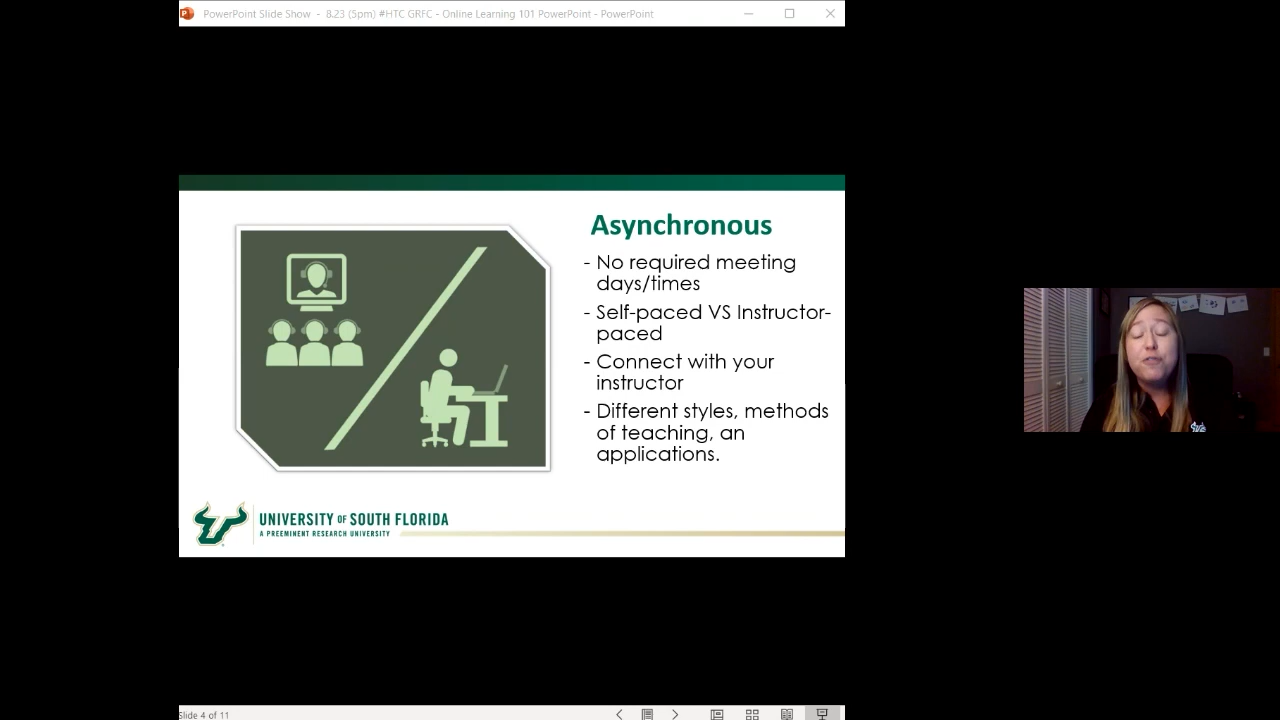 PowerPoint Slide Show - 8.23 (5pm) #HTC GRFC - Online Learning 101 PowerPoint - PowerPoint
Asynchronous
- No required meeting
days/times
- Self-paced VS Instructor-
paced
- Connect with your
instructor
- Different styles, methods
of teaching, an
applications.
UNIVERSITY OF SOUTH FLORIDA
A PREEMINENT RESEARCH UNIVERSITY
Slide 4 of 11